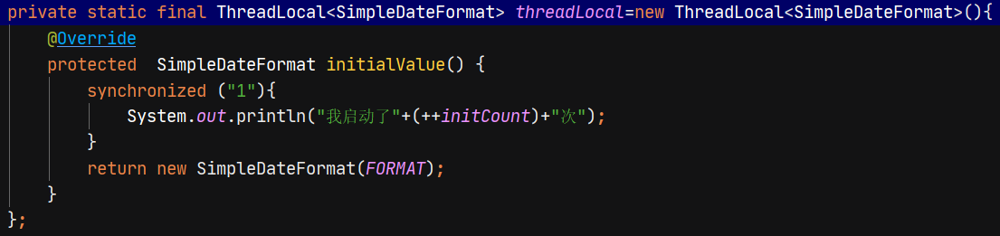 private static final ThreadLocal<SimpleDateFormat> threadLocal=new ThreadLocal<SimpleDateFormat>(){
    @Override
    protected  SimpleDateFormat initialValue() {
        synchronized ("1"){
            System.out.println("我启动了"+(++initCount)+"次");
        }
        return new SimpleDateFormat(FORMAT);
    }
};